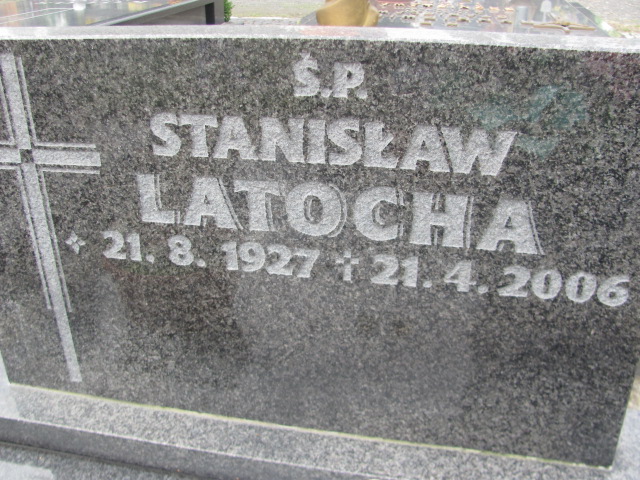 Ś.P.
STANISŁAW
LATOCHA
21. 8. 1927 ✝ 21. 4. 2006